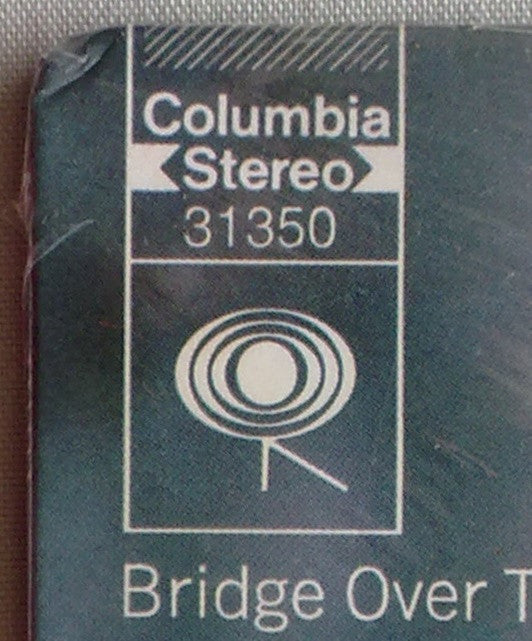 Columbia
Stereo
31350
Bridge Over T